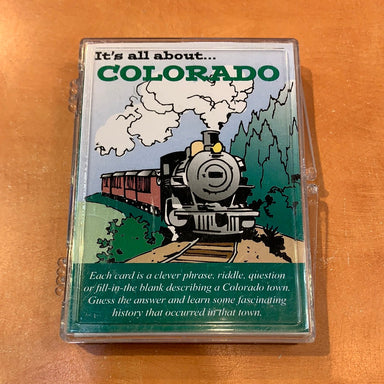 It's all about...
COLORADO
Each card is a clever phrase, riddle, question
or fill-in-the blank describing a Colorado town.
Guess the answer and learn some fascinating
history that occurred in that town.